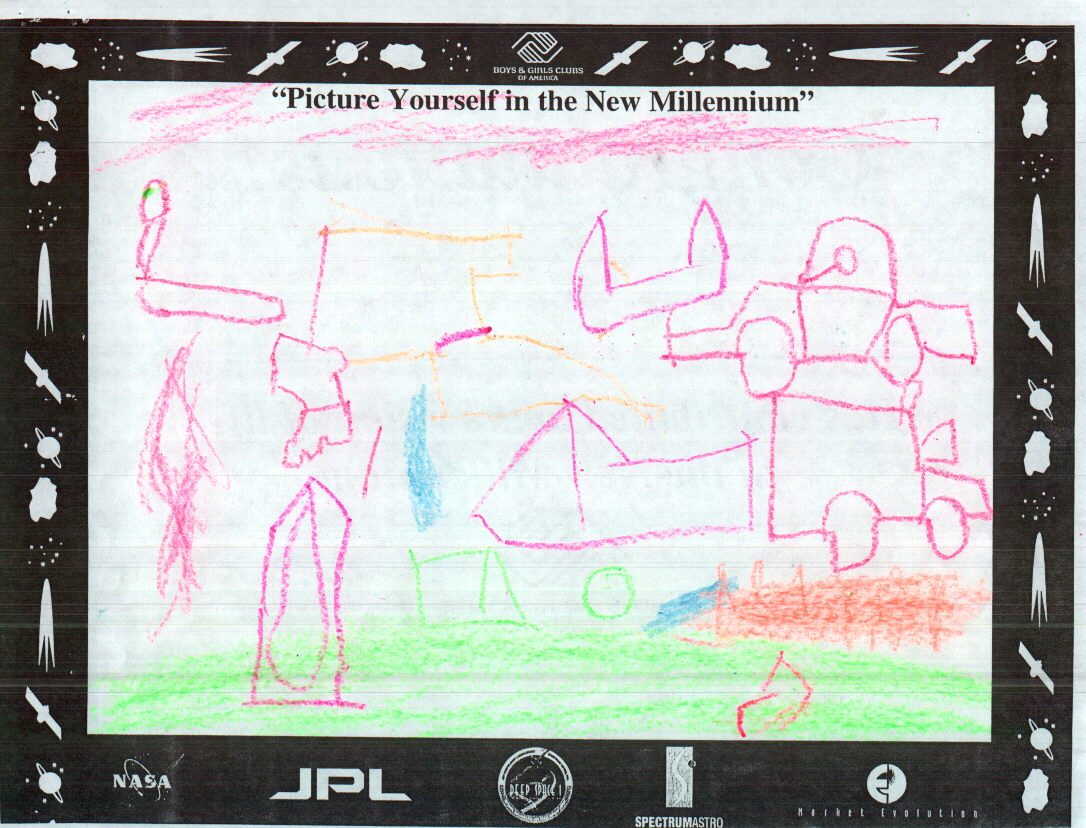 BOYS & GIRLS CLUBS
OF AMERICA
“Picture Yourself in the New Millennium”
NASA
JPL
DEEP SPACE 1
SPECTRUMASTRO
Market Evolution